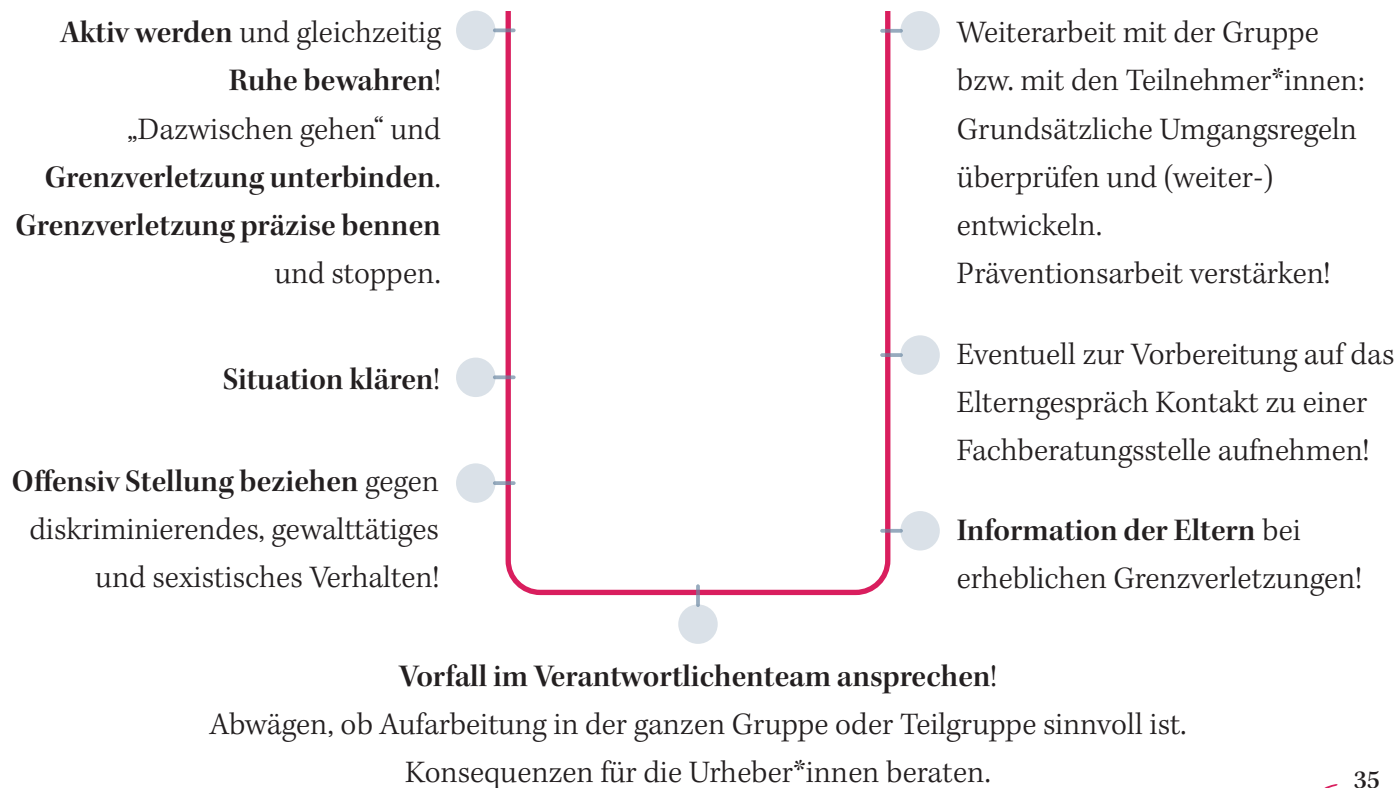 Aktiv werden und gleichzeitig
Ruhe bewahren!
„Dazwischen gehen“ und
Grenzverletzung unterbinden.
Grenzverletzung präzise bennen
und stoppen.
Situation klären!
Offensiv Stellung beziehen gegen
diskriminierendes, gewalttätiges
und sexistisches Verhalten!
Vorfall im Verantwortlichenteam ansprechen!
Abwägen, ob Aufarbeitung in der ganzen Gruppe oder Teilgruppe sinnvoll ist.
Konsequenzen für die Urheber*innen beraten.
Information der Eltern bei
erheblichen Grenzverletzungen!
Eventuell zur Vorbereitung auf das
Elterngespräch Kontakt zu einer
Fachberatungsstelle aufnehmen!
Weiterarbeit mit der Gruppe
bzw. mit den Teilnehmer*innen:
Grundsätzliche Umgangsregeln
überprüfen und (weiter-)
entwickeln.
Präventionsarbeit verstärken!
35